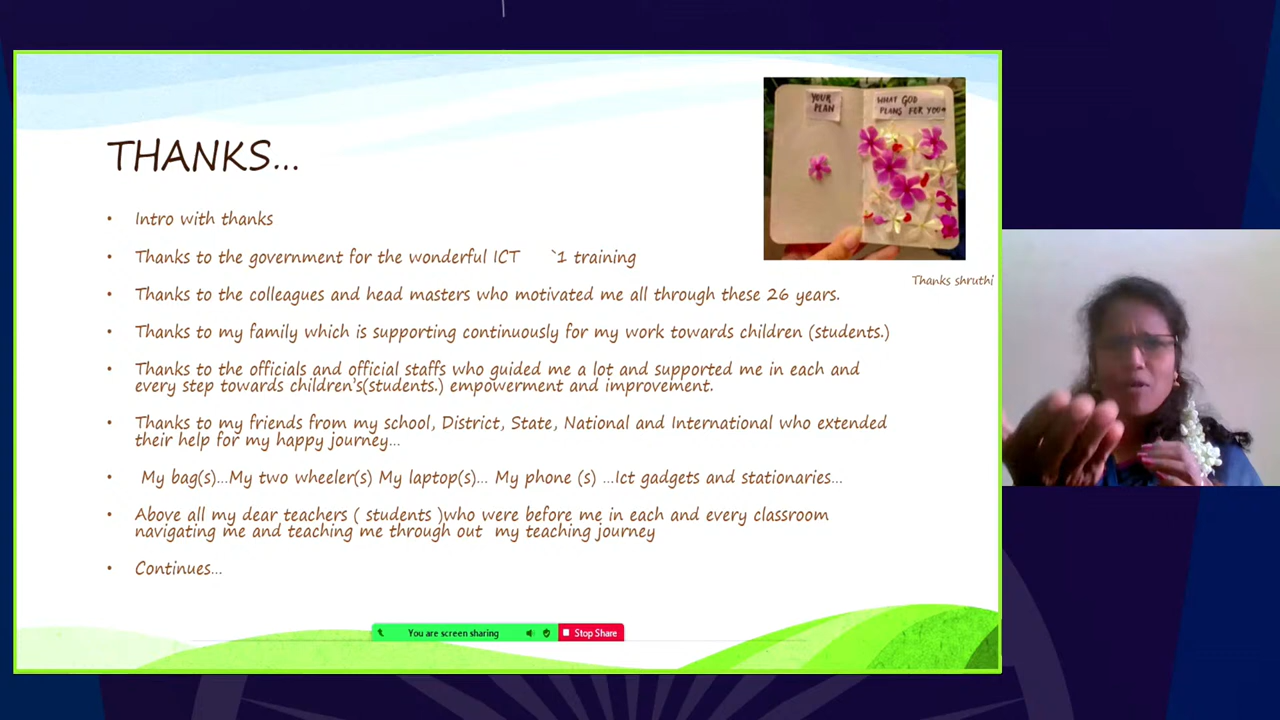 YOUR
PLAN
WHAT GOD
PLANS FOR YOU
THANKS...
• Intro with thanks
• Thanks to the government for the wonderful ICT `1 training
Thanks shruthi
• Thanks to the colleagues and head masters who motivated me all through these 26 years.
• Thanks to my family which is supporting continuously for my work towards children (students.)
• Thanks to the officials and official staffs who guided me a lot and supported me in each and
every step towards children's(students.) empowerment and improvement.
• Thanks to my friends from my school, District, State, National and International who extended
their help for my happy journey...
• My bag(s)...My two wheeler(s) My laptop(s)... My phone (s) ...Ict gadgets and stationaries...
• Above all my dear teachers ( students )who were before me in each and every classroom
navigating me and teaching me through out my teaching journey
• Continues...
You are screen sharing
Stop Share